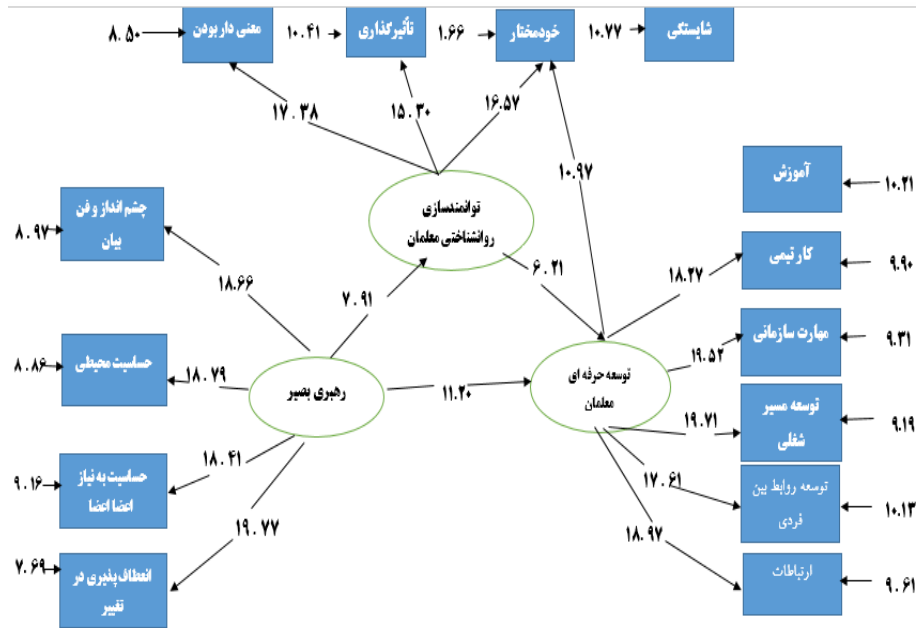 ۸.۵۰
معنی دار بودن
۱۰.۴۱
تأثیرگذاری
۱.۶۶
خودمختار
۱۰.۷۷
شایستگی
۱۷.۳۸
۱۵.۳۰
۱۶.۵۷
۱۰.۹۷
آموزش
۱۰.۲۱
توانمندسازی
روانشناختی معلمان
چشم انداز و فن
بیان
۸.۹۷
۱۸.۶۶
۷.۹۱
۶.۲۱
۱۸.۲۷
کار تیمی
۹.۹۰
حساسیت محیطی
۸.۸۶
۱۸.۷۹
رهبری بصیر
۱۱.۲۰
توسعه حرفه ای
معلمان
۱۹.۵۲
مهارت سازمانی
۹.۳۱
۱۹.۷۱
توسعه مسیر
شغلی
۹.۱۹
۱۸.۴۱
حساسیت به نیاز
اعضا اعضا
۹.۱۶
۱۹.۷۷
۱۷.۶۱
توسعه روابط بین
فردی
۱۰.۱۳
۱۸.۹۷
انعطاف پذیری در
تغییر
۷.۶۹
ارتباطات
۹.۶۱